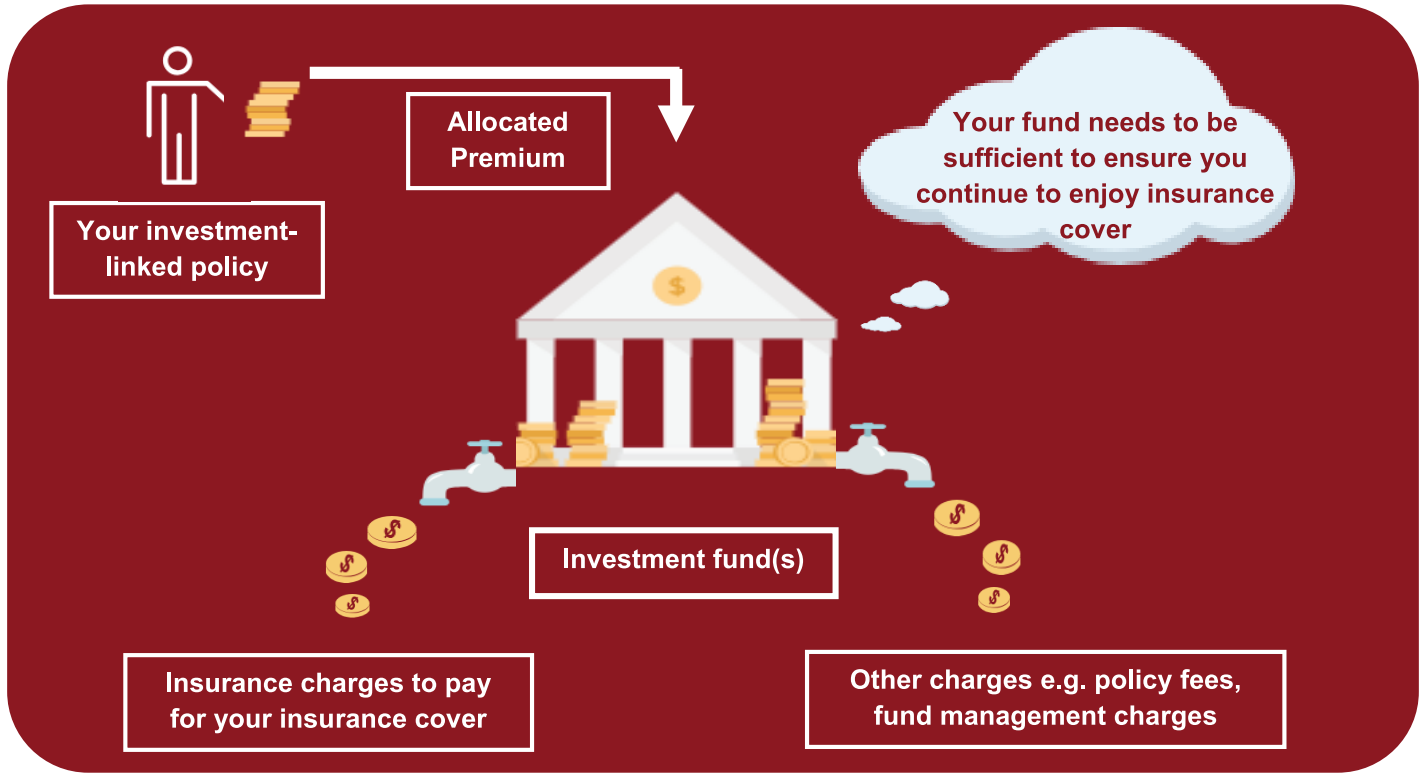 Allocated
Premium
Your fund needs to be
sufficient to ensure you
continue to enjoy insurance
cover
Your investment-
linked policy
$
Investment fund(s)
$
$
$
$
$
$
Insurance charges to pay
for your insurance cover
Other charges e.g. policy fees,
fund management charges